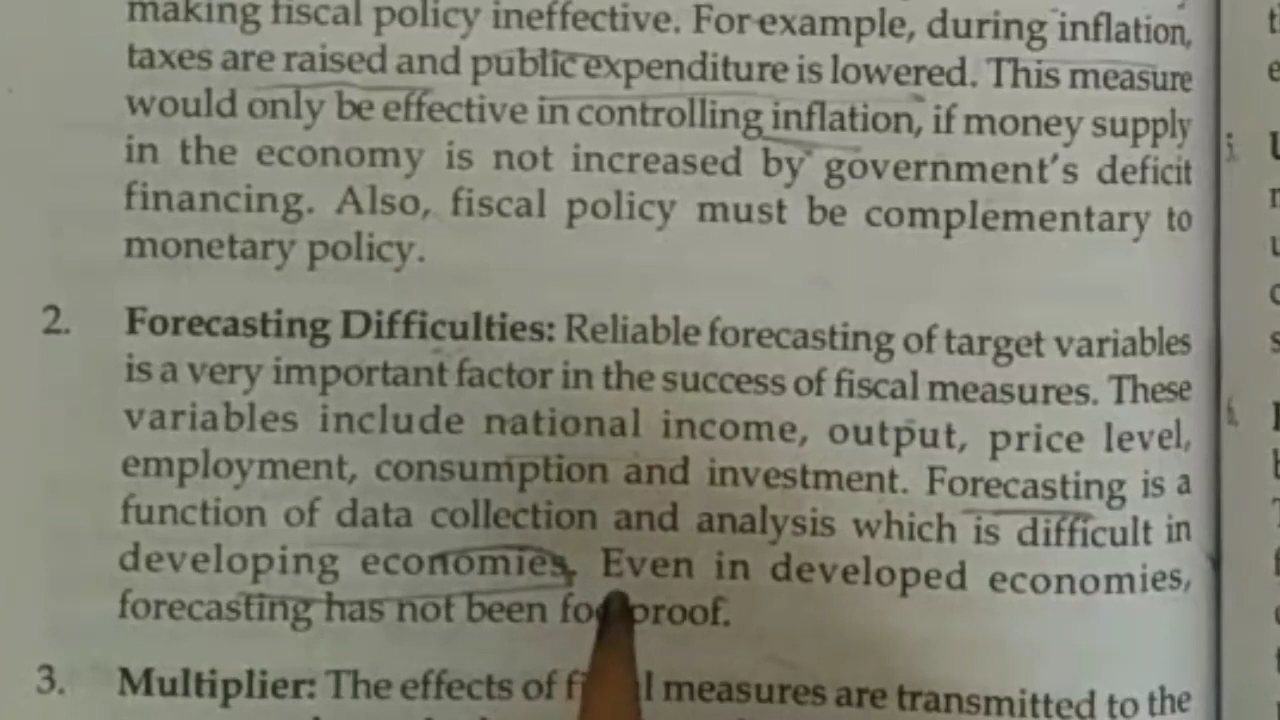 making fiscal policy ineffective. For example, during inflation,
taxes are raised and public expenditure is lowered. This measure
would only be effective in controlling inflation, if money supply
in the economy is not increased by government's deficit
financing. Also, fiscal policy must be complementary to
monetary policy.
2. Forecasting Difficulties: Reliable forecasting of target variables
is a very important factor in the success of fiscal measures. These
variables include national income, output, price level,
employment, consumption and investment. Forecasting is a
function of data collection and analysis which is difficult in
developing economies. Even in developed economies,
forecasting has not been
3. Multiplier: The effects of measures are transmitted to the